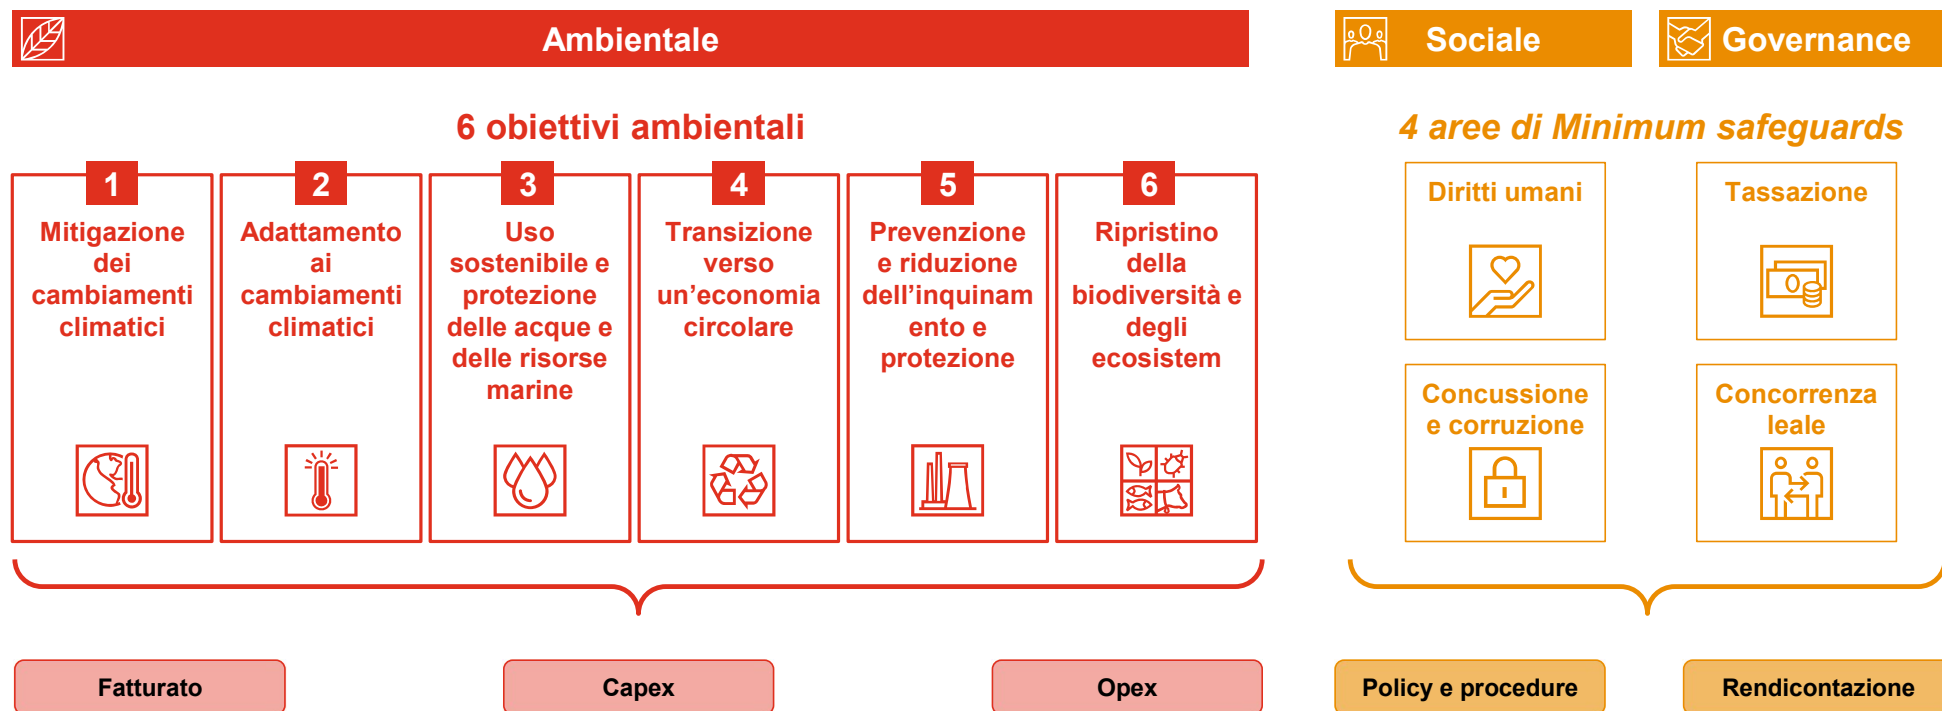 Ambientale
Sociale
Governance
6 obiettivi ambientali
4 aree di Minimum safeguards
1
Mitigazione
dei
cambiamenti
climatici
2
Adattamento
ai
cambiamenti
climatici
3
Uso
sostenibile e
protezione
delle acque e
delle risorse
marine
4
Transizione
verso
un’economia
circolare
5
Prevenzione
e riduzione
dell’inquinam
ento e
protezione
6
Ripristino
della
biodiversità e
degli
ecosistem
Diritti umani
Tassazione
Concussione
e corruzione
Concorrenza
leale
Fatturato
Capex
Opex
Policy e procedure
Rendicontazione